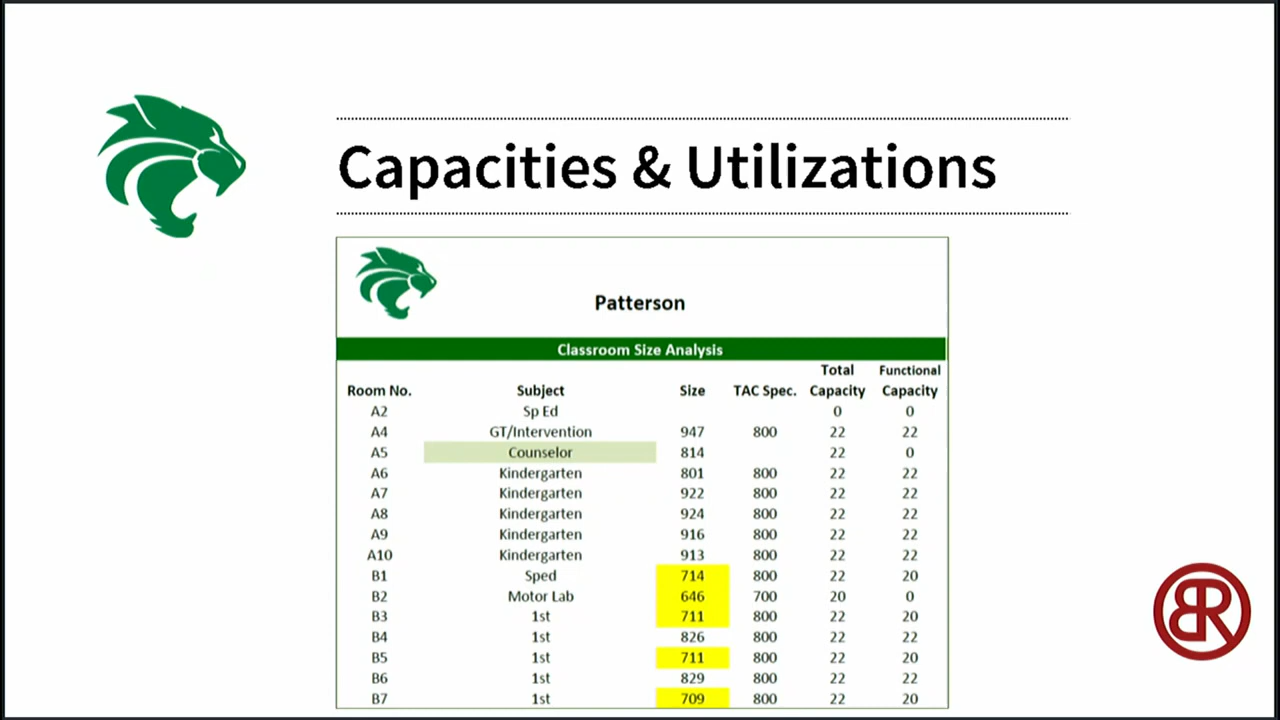 Capacities & Utilizations
Patterson
Classroom Size Analysis
Room No. Subject Size TAC Spec. Total Capacity Functional Capacity
A2 Sp Ed 0 0
A4 GT/Intervention 947 800 22 22
A5 Counselor 814 22 0
A6 Kindergarten 801 800 22 22
A7 Kindergarten 922 800 22 22
A8 Kindergarten 924 800 22 22
A9 Kindergarten 916 800 22 22
A10 Kindergarten 913 800 22 22
B1 Sped 714 800 22 20
B2 Motor Lab 646 700 20 0
B3 1st 711 800 22 20
B4 1st 826 800 22 22
B5 1st 711 800 22 20
B6 1st 829 800 22 22
B7 1st 709 800 22 20
BR